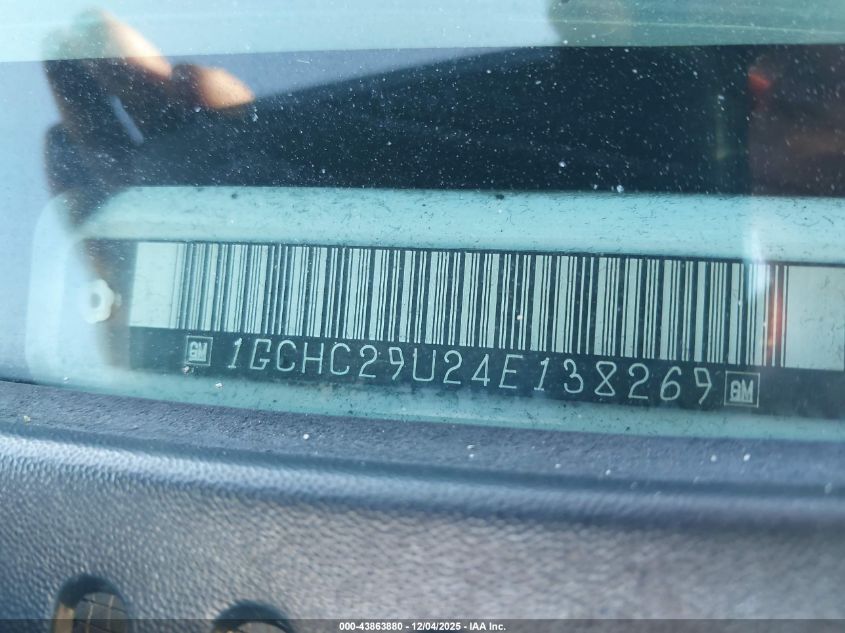 GM 1GCHC29U24E138269 GM
000-43863880 - 12/04/2025 - IAA Inc.